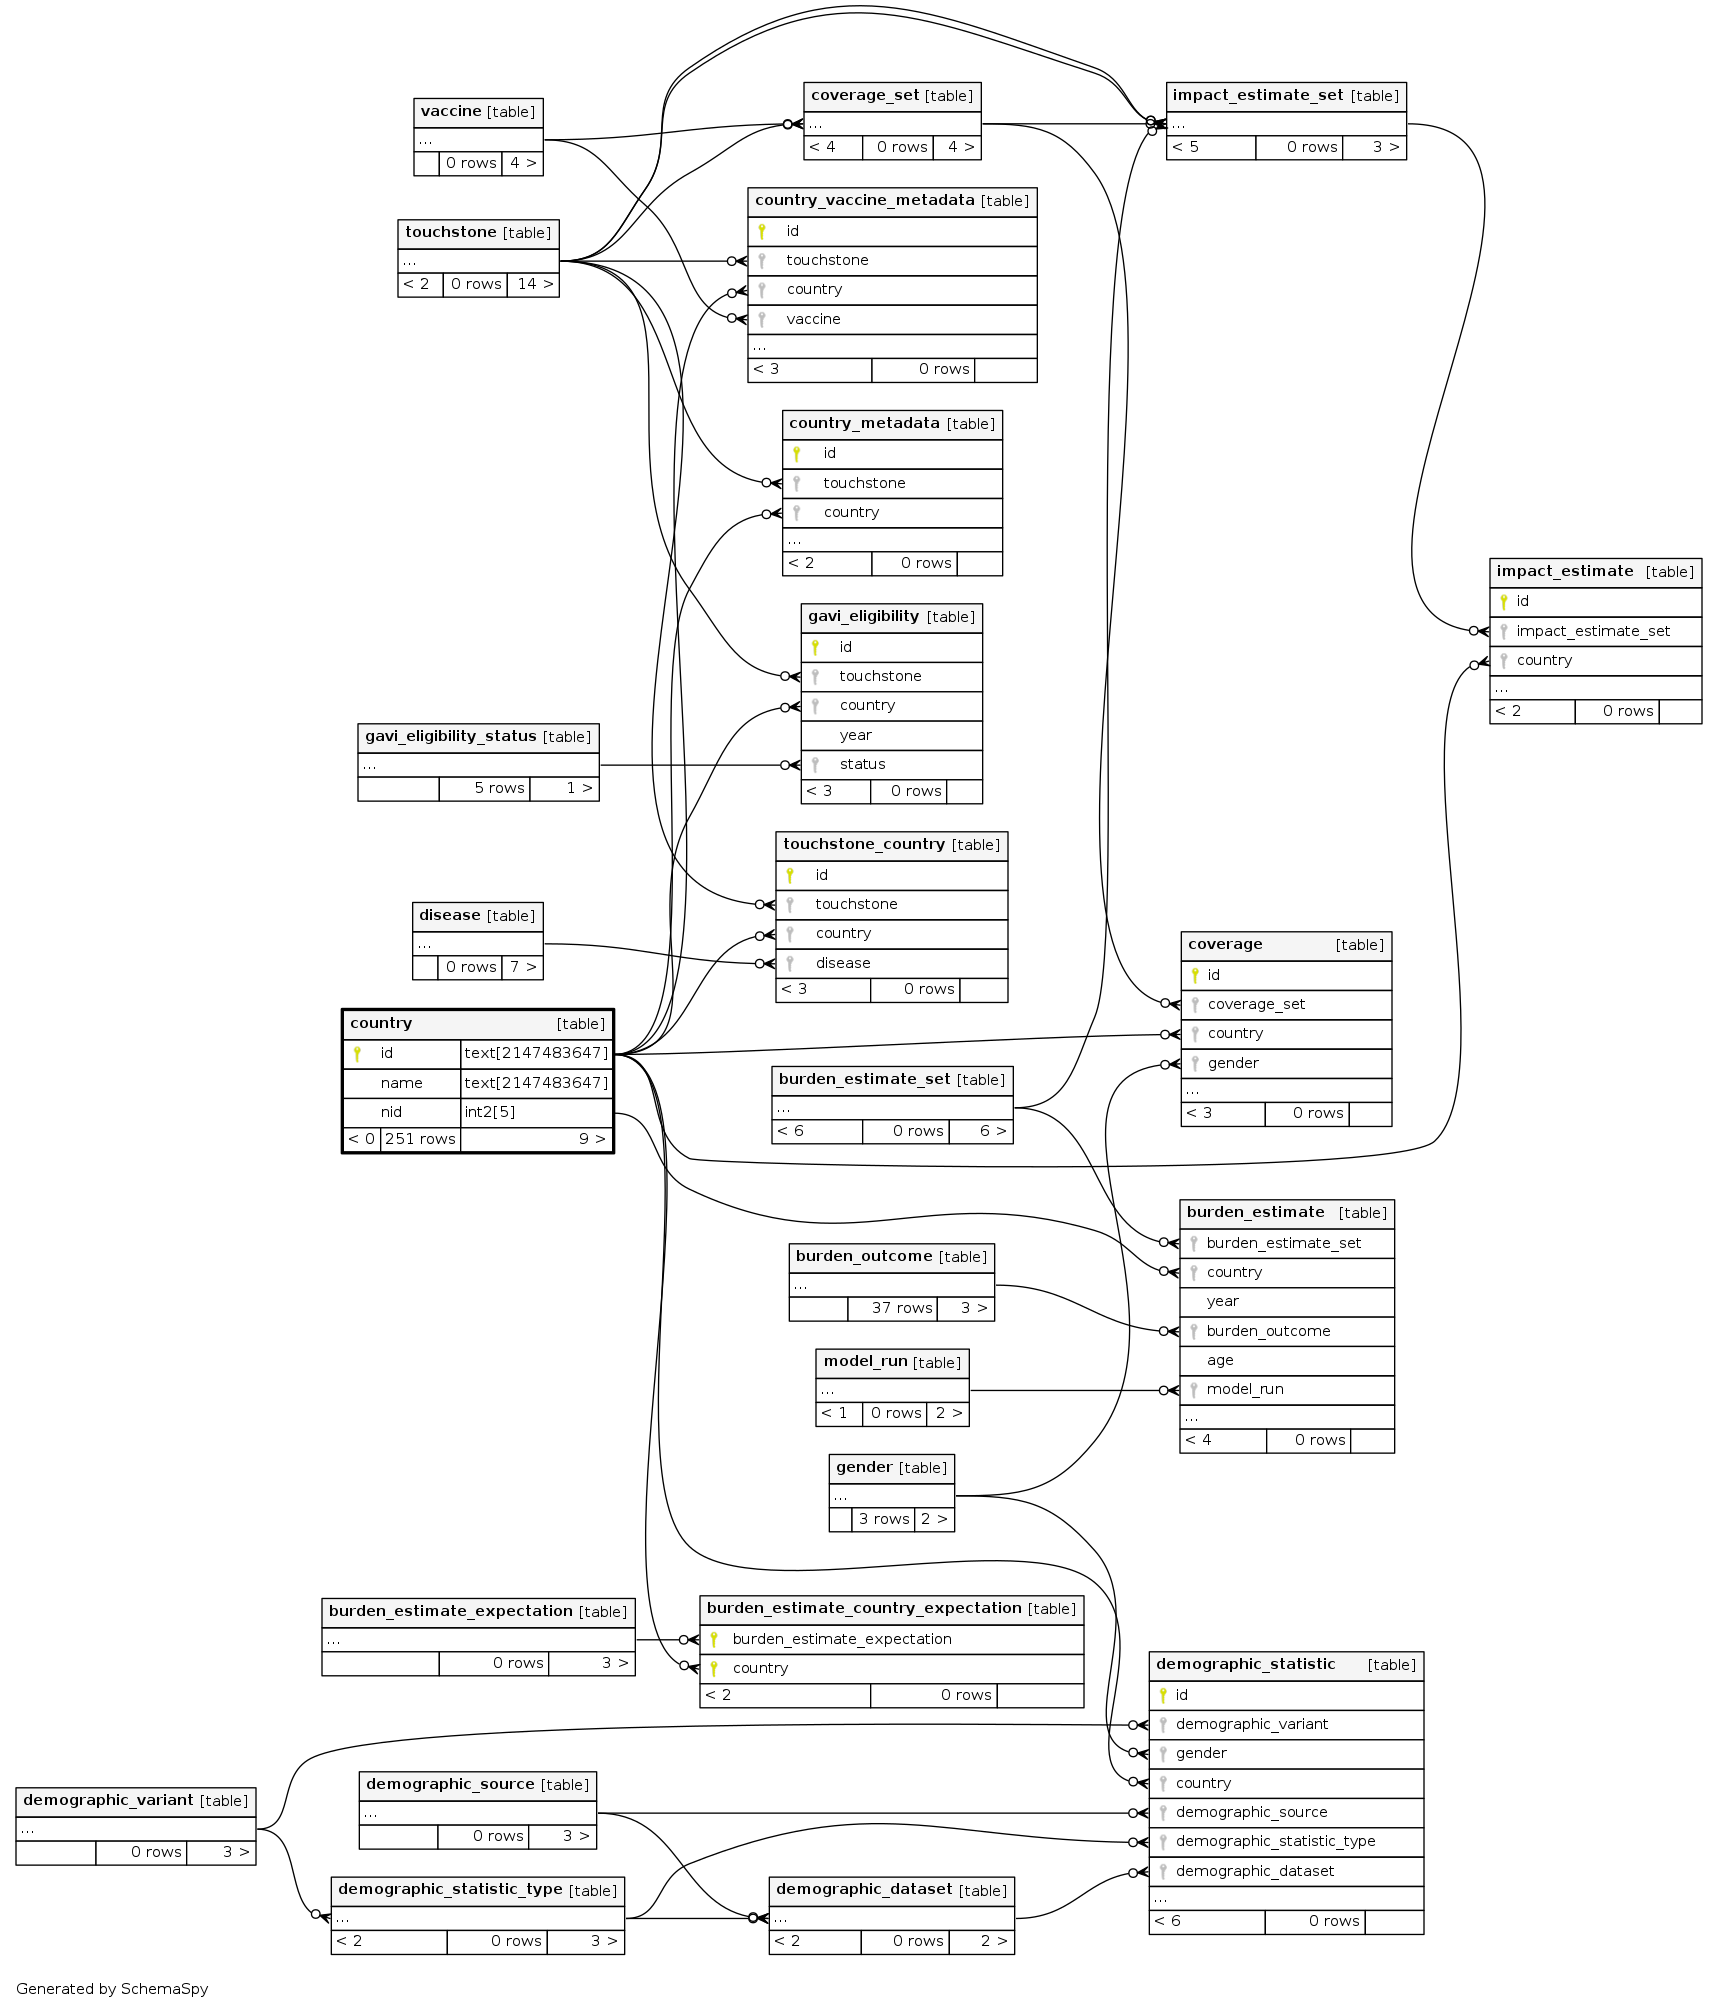 vaccine [table]
...
0 rows 4 >
touchstone [table]
...
< 2 0 rows 14 >
coverage_set [table]
...
< 4 0 rows 4 >
impact_estimate_set [table]
...
< 5 0 rows 3 >
country_vaccine_metadata [table]
id
touchstone
country
vaccine
...
< 3 0 rows
country_metadata [table]
id
touchstone
country
...
< 2 0 rows
impact_estimate [table]
id
impact_estimate_set
country
...
< 2 0 rows
gavi_eligibility [table]
id
touchstone
country
year
status
< 3 0 rows
gavi_eligibility_status [table]
...
5 rows 1 >
touchstone_country [table]
id
touchstone
country
disease
< 3 0 rows
disease [table]
...
0 rows 7 >
country [table]
id text[2147483647]
name text[2147483647]
nid int2[5]
< 0 251 rows 9 >
coverage [table]
id
coverage_set
country
gender
...
< 3 0 rows
burden_estimate_set [table]
...
< 6 0 rows 6 >
burden_estimate [table]
burden_estimate_set
country
year
burden_outcome
age
model_run
...
< 4 0 rows
burden_outcome [table]
...
37 rows 3 >
model_run [table]
...
< 1 0 rows 2 >
gender [table]
...
3 rows 2 >
burden_estimate_expectation [table]
...
0 rows 3 >
burden_estimate_country_expectation [table]
burden_estimate_expectation
country
< 2 0 rows
demographic_statistic [table]
id
demographic_variant
gender
country
demographic_source
demographic_statistic_type
demographic_dataset
...
< 6 0 rows
demographic_variant [table]
...
0 rows 3 >
demographic_source [table]
...
0 rows 3 >
demographic_statistic_type [table]
...
< 2 0 rows 3 >
demographic_dataset [table]
...
< 2 0 rows 2 >
Generated by SchemaSpy